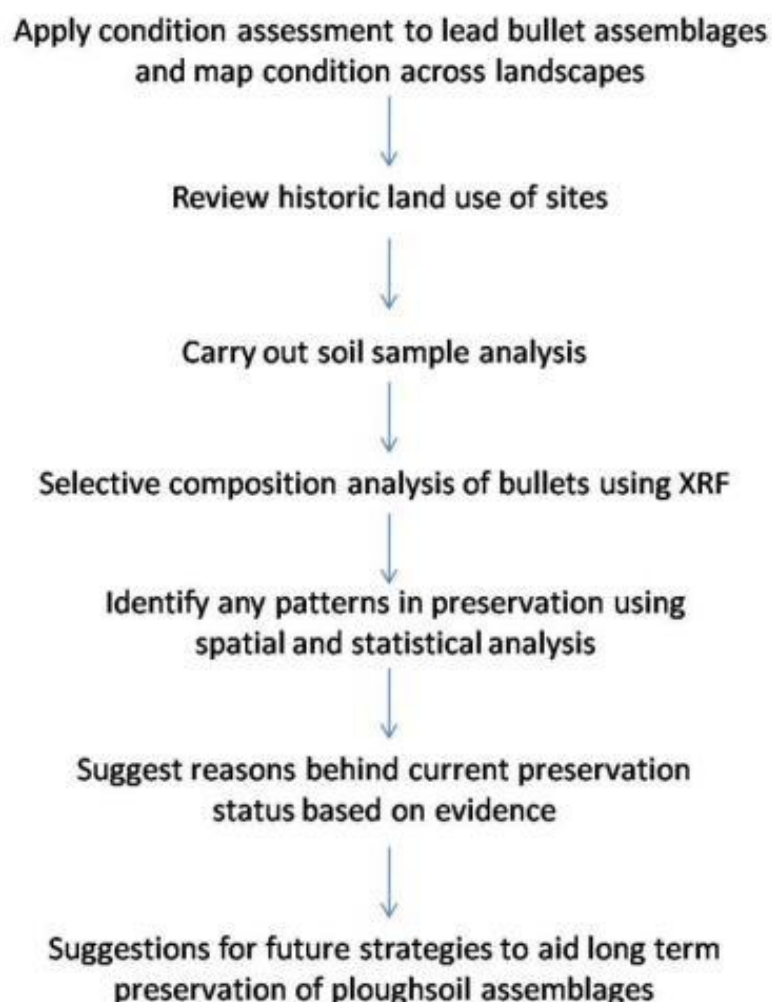 Apply condition assessment to lead bullet assemblages
and map condition across landscapes
Review historic land use of sites
Carry out soil sample analysis
Selective composition analysis of bullets using XRF
Identify any patterns in preservation using
spatial and statistical analysis
Suggest reasons behind current preservation
status based on evidence
Suggestions for future strategies to aid long term
preservation of ploughsoil assemblages